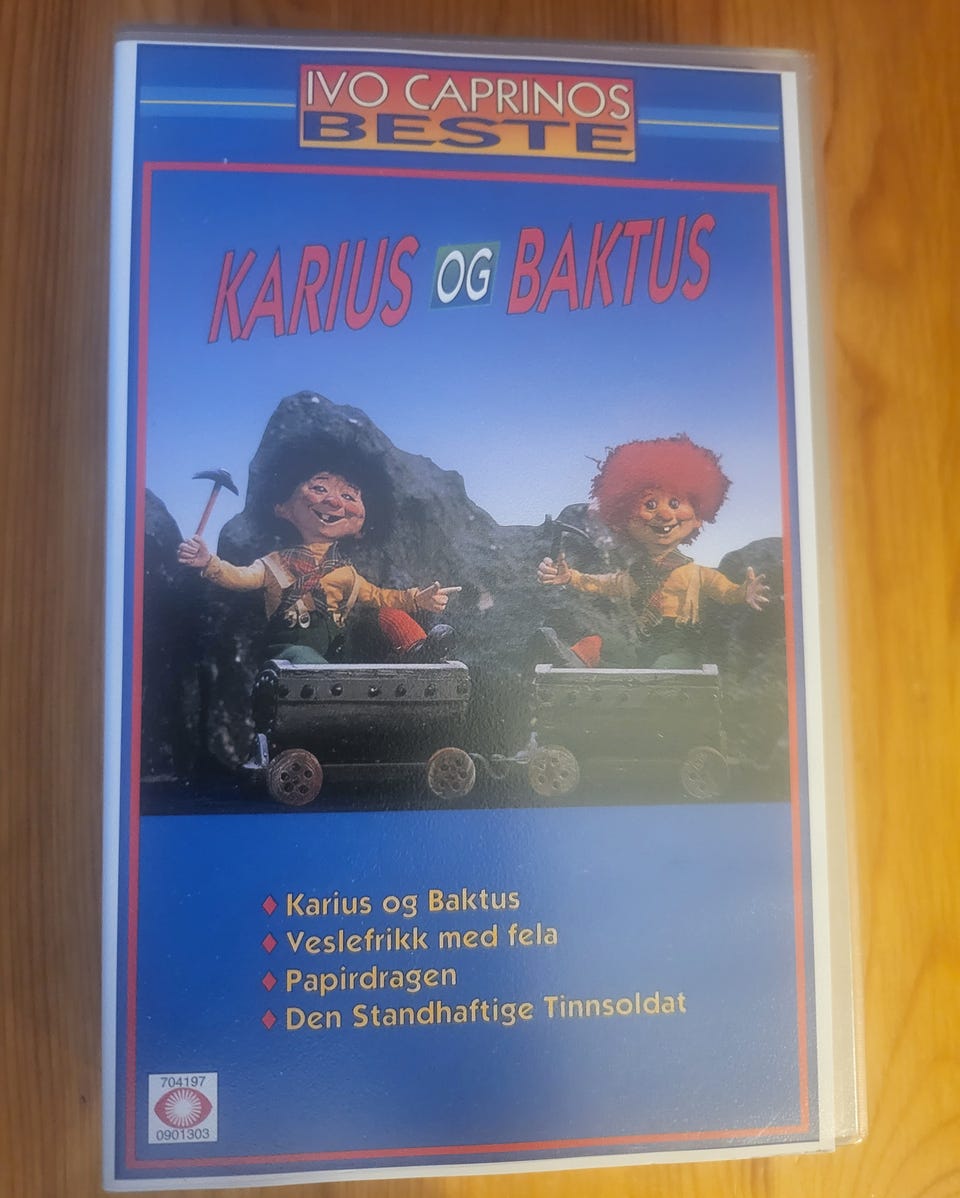 IVO CAPRINOS
BESTE
KARIUS OG BAKTUS
Karius og Baktus
Veslefrikk med fela
Papirdragen
Den Standhaftige Tinnsoldat
704197
0901303